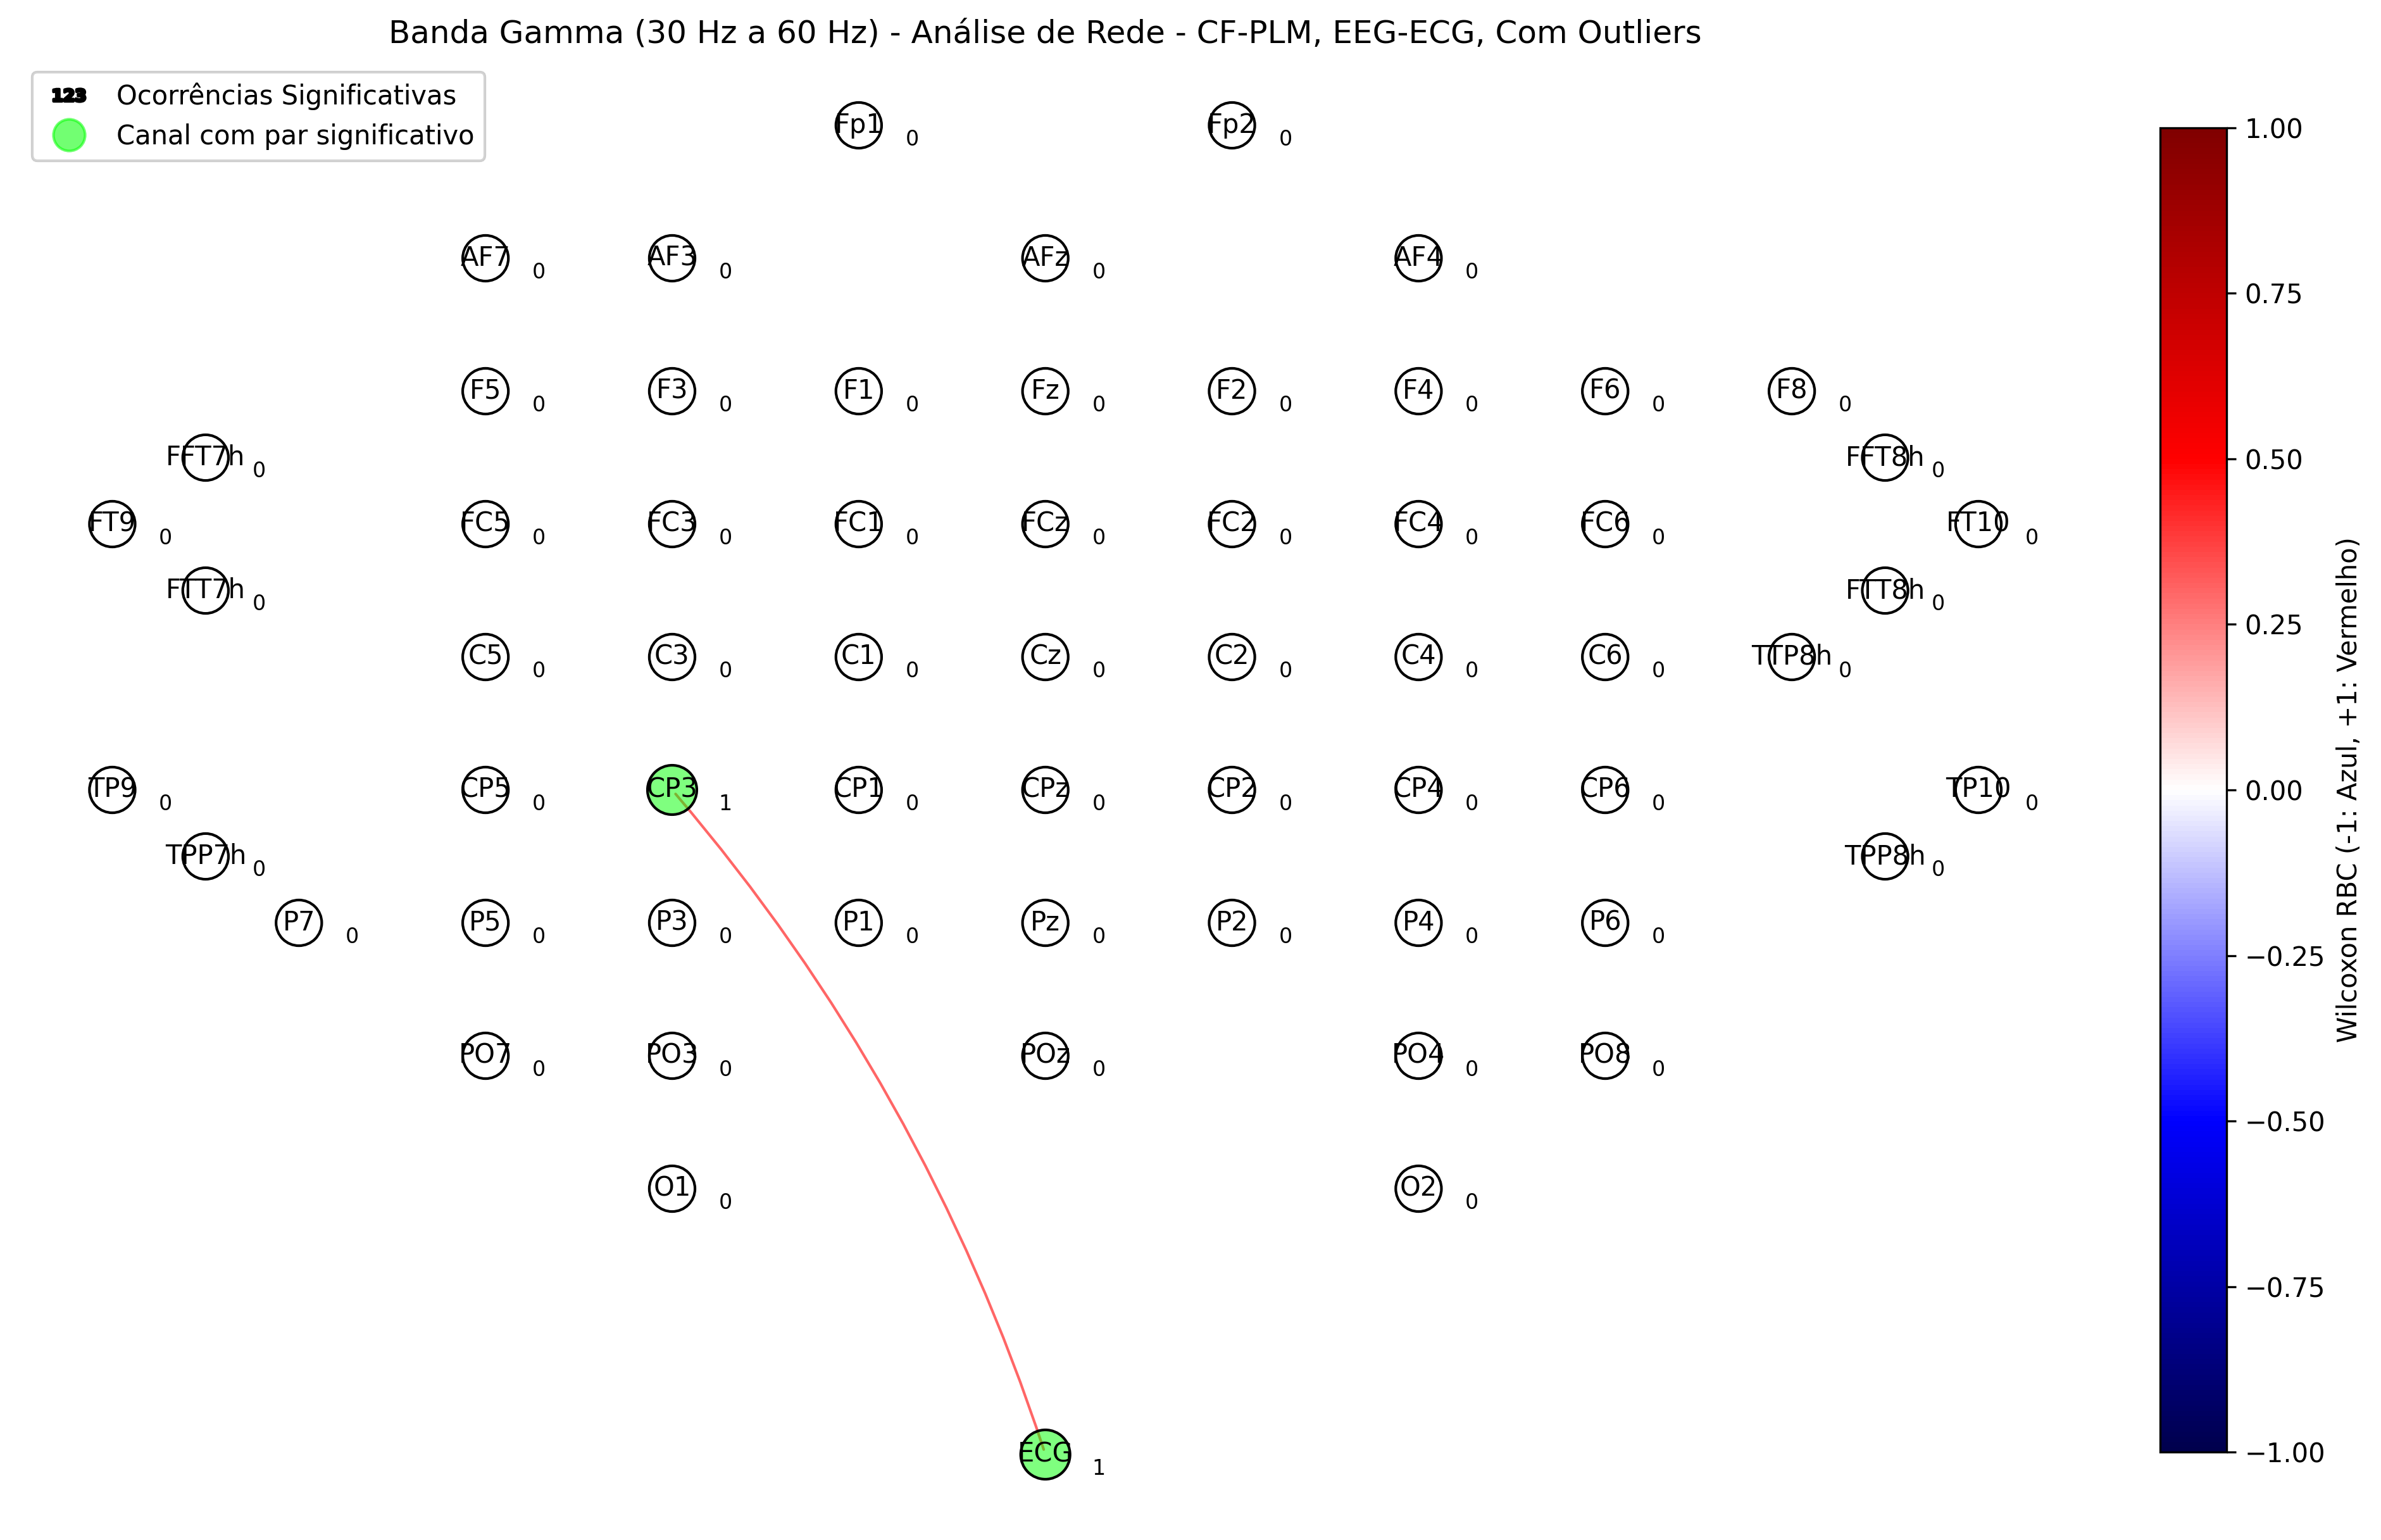 Banda Gamma (30 Hz a 60 Hz) - Análise de Rede - CF-PLM, EEG-ECG, Com Outliers
123 Ocorrências Significativas
Canal com par significativo
Fp1 0 Fp2 0
AF7 0 AF3 0 AFz 0 AF4 0
F5 0 F3 0 F1 0 Fz 0 F2 0 F4 0 F6 0 F8 0
FFT7h 0 FFT8h 0
FT9 0 FC5 0 FC3 0 FC1 0 FCz 0 FC2 0 FC4 0 FC6 0 FT10 0
FTT7h 0 FTT8h 0
C5 0 C3 0 C1 0 Cz 0 C2 0 C4 0 C6 0 TTP8h 0
TP9 0 CP5 0 CP3 1 CP1 0 CPz 0 CP2 0 CP4 0 CP6 0 TP10 0
TPP7h 0 TPP8h 0
P7 0 P5 0 P3 0 P1 0 Pz 0 P2 0 P4 0 P6 0
PO7 0 PO3 0 POz 0 PO4 0 PO8 0
O1 0 O2 0
ECG 1
1.00
0.75
0.50
0.25
0.00
−0.25
−0.50
−0.75
−1.00
Wilcoxon RBC (-1: Azul, +1: Vermelho)